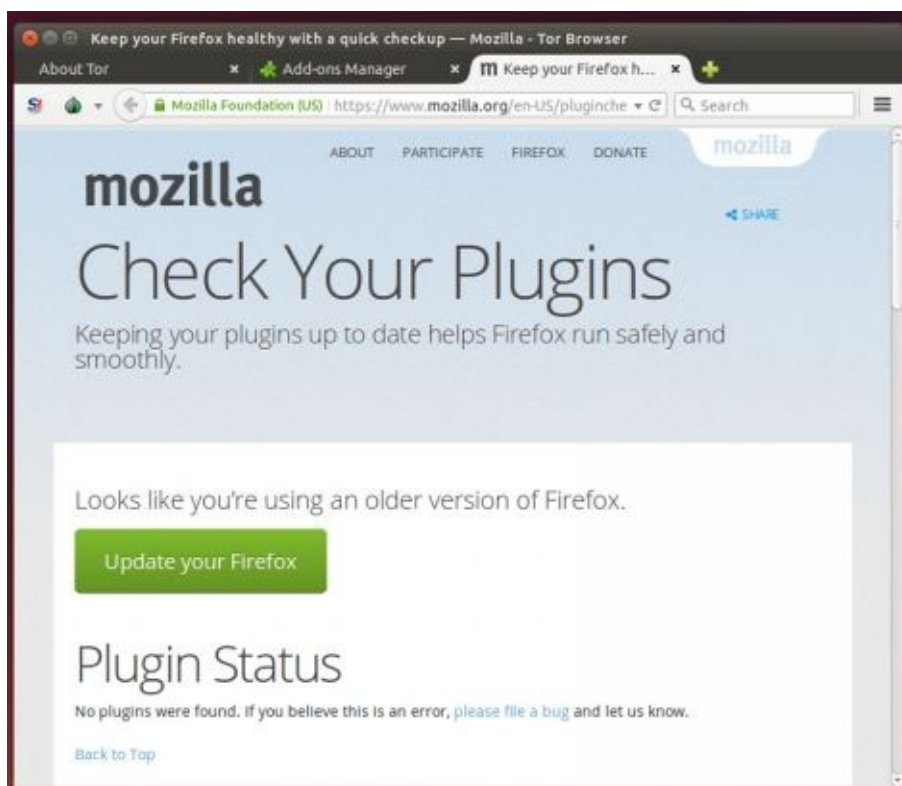 Keep your Firefox healthy with a quick checkup — Mozilla - Tor Browser
About Tor
Add-ons Manager
Keep your Firefox h...
Mozilla Foundation (US)
https://www.mozilla.org/en-US/pluginche
Search
ABOUT PARTICIPATE FIREFOX DONATE
mozilla
mozilla
SHARE
Check Your Plugins
Keeping your plugins up to date helps Firefox run safely and
smoothly.
Looks like you're using an older version of Firefox.
Update your Firefox
Plugin Status
No plugins were found. If you believe this is an error, please file a bug and let us know.
Back to Top